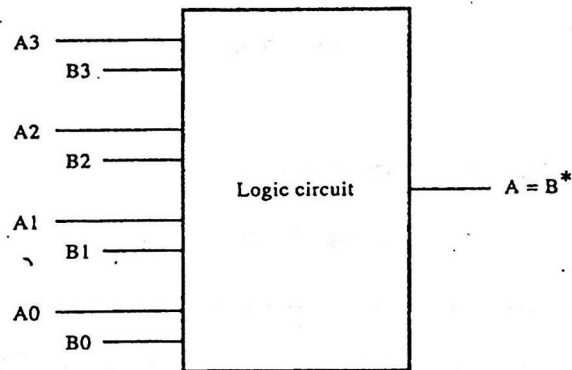 A3
B3
A2
B2
Logic circuit
A = B*
A1
B1
A0
B0